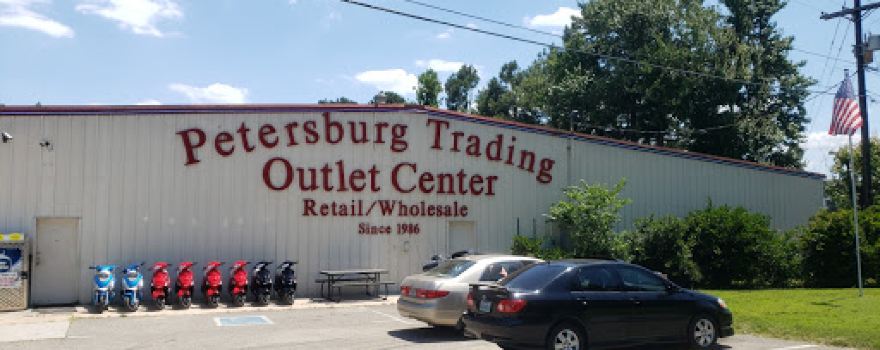 Petersburg Trading
Outlet Center
Retail/Wholesale
Since 1986